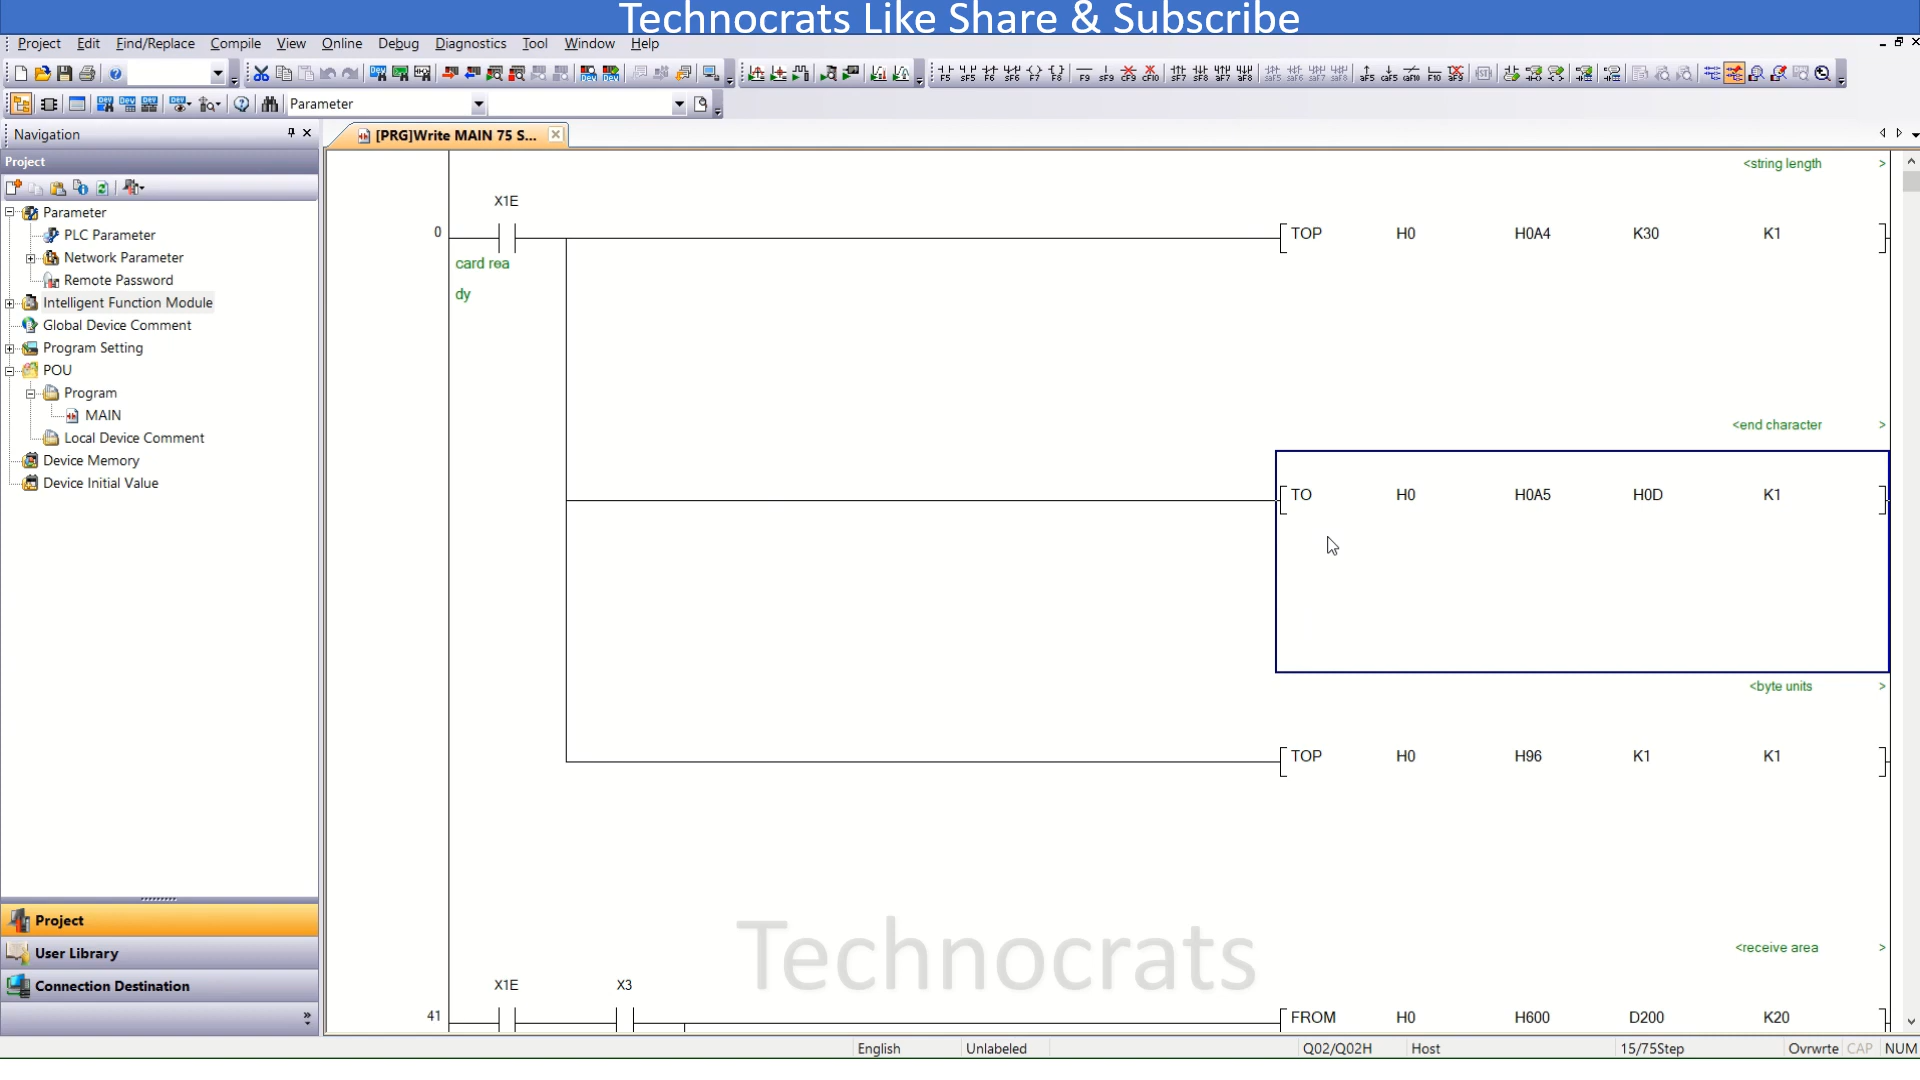 Technocrats Like Share & Subscribe
Project Edit Find/Replace Compile View Online Debug Diagnostics Tool Window Help
Parameter
Navigation
[PRG]Write MAIN 75 S...
Project
Parameter
PLC Parameter
Network Parameter
Remote Password
Intelligent Function Module
Global Device Comment
Program Setting
POU
Program
MAIN
Local Device Comment
Device Memory
Device Initial Value
Project
User Library
Connection Destination
<string length >
X1E
0 TOP H0 H0A4 K30 K1
card rea
dy
<end character >
TO H0 H0A5 H0D K1
<byte units >
TOP H0 H96 K1 K1
Technocrats
<receive area >
X1E X3
41 FROM H0 H600 D200 K20
English Unlabeled Q02/Q02H Host 15/75Step Ovrwrte CAP NUM